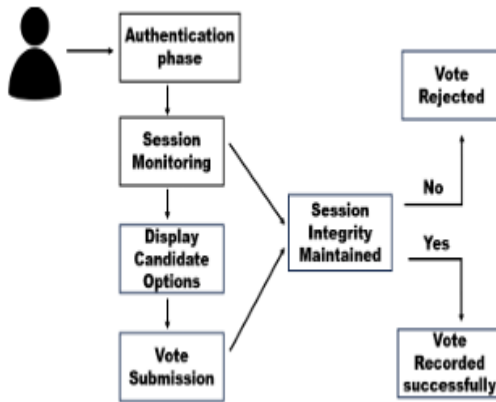 Authentication
phase
Session
Monitoring
Display
Candidate
Options
Vote
Submission
Session
Integrity
Maintained
No
Yes
Vote
Rejected
Vote
Recorded
successfully